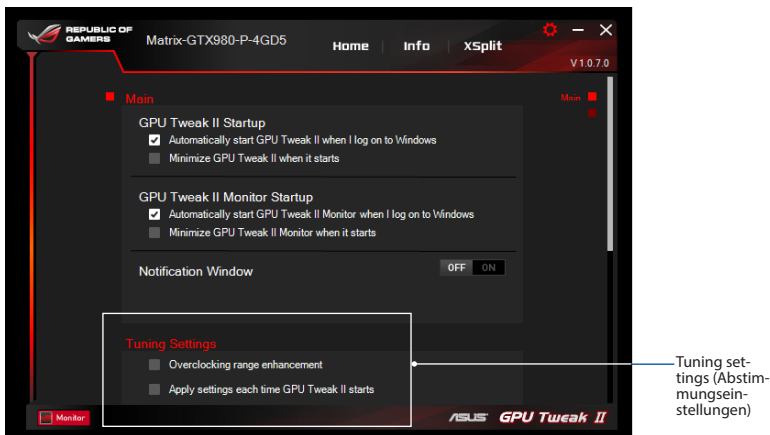 REPUBLIC OF
GAMERS
Matrix-GTX980-P-4GD5
Home
Info
XSplit
V 1.0.7.0
Main
Main
GPU Tweak II Startup
Automatically start GPU Tweak II when I log on to Windows
Minimize GPU Tweak II when it starts
GPU Tweak II Monitor Startup
Automatically start GPU Tweak II Monitor when I log on to Windows
Minimize GPU Tweak II Monitor when it starts
Notification Window
OFF ON
Tuning Settings
Overclocking range enhancement
Apply settings each time GPU Tweak II starts
Tuning set-
tings (Abstim-
mungsein-
stellungen)
Monitor
ASUS GPU Tweak II